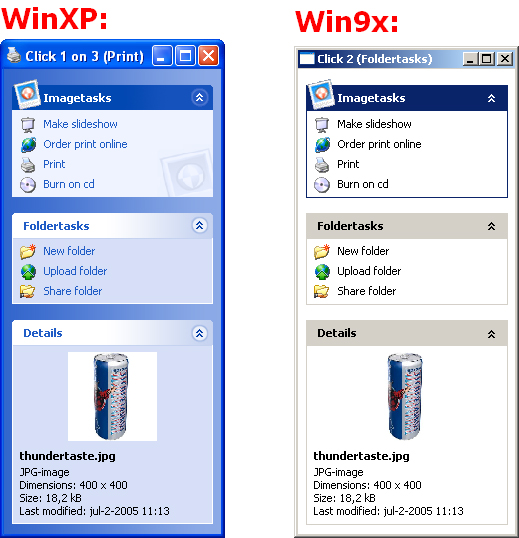 WinXP:
Click 1 on 3 (Print)
Imagetasks
Make slideshow
Order print online
Print
Burn on cd
Foldertasks
New folder
Upload folder
Share folder
Details
thundertaste.jpg
JPG-image
Dimensions: 400 x 400
Size: 18,2 kB
Last modified: jul-2-2005 11:13
Win9x:
Click 2 (Foldertasks)
Imagetasks
Make slideshow
Order print online
Print
Burn on cd
Foldertasks
New folder
Upload folder
Share folder
Details
thundertaste.jpg
JPG-image
Dimensions: 400 x 400
Size: 18,2 kB
Last modified: jul-2-2005 11:13